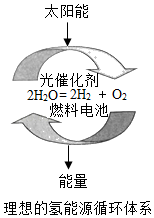 太阳能
光催化剂
2H₂O=2H₂ + O₂
燃料电池
能量
理想的氢能源循环体系